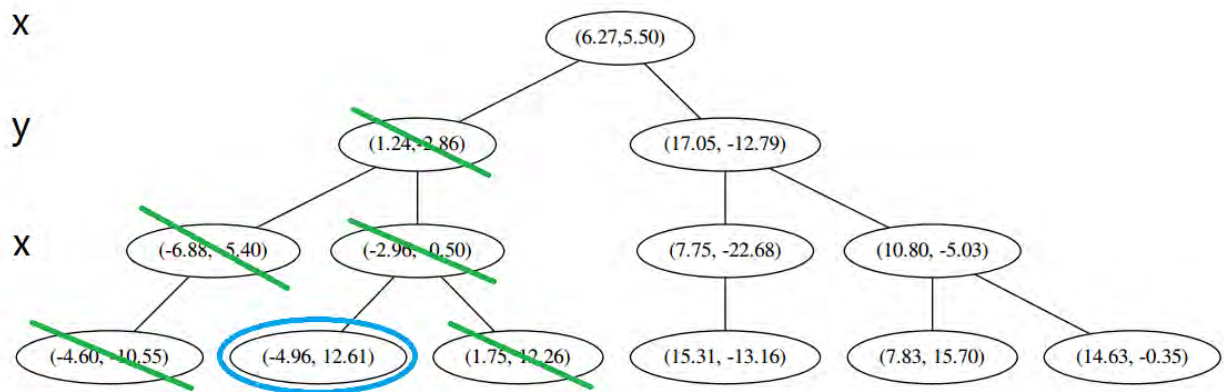 x
(6.27,5.50)
y
(1.24,-2.86) (17.05, -12.79)
x
(-6.88, -5.40) (-2.96, -0.50) (7.75, -22.68) (10.80, -5.03)
(-4.60, -10.55) (-4.96, 12.61) (1.75, 12.26) (15.31, -13.16) (7.83, 15.70) (14.63, -0.35)